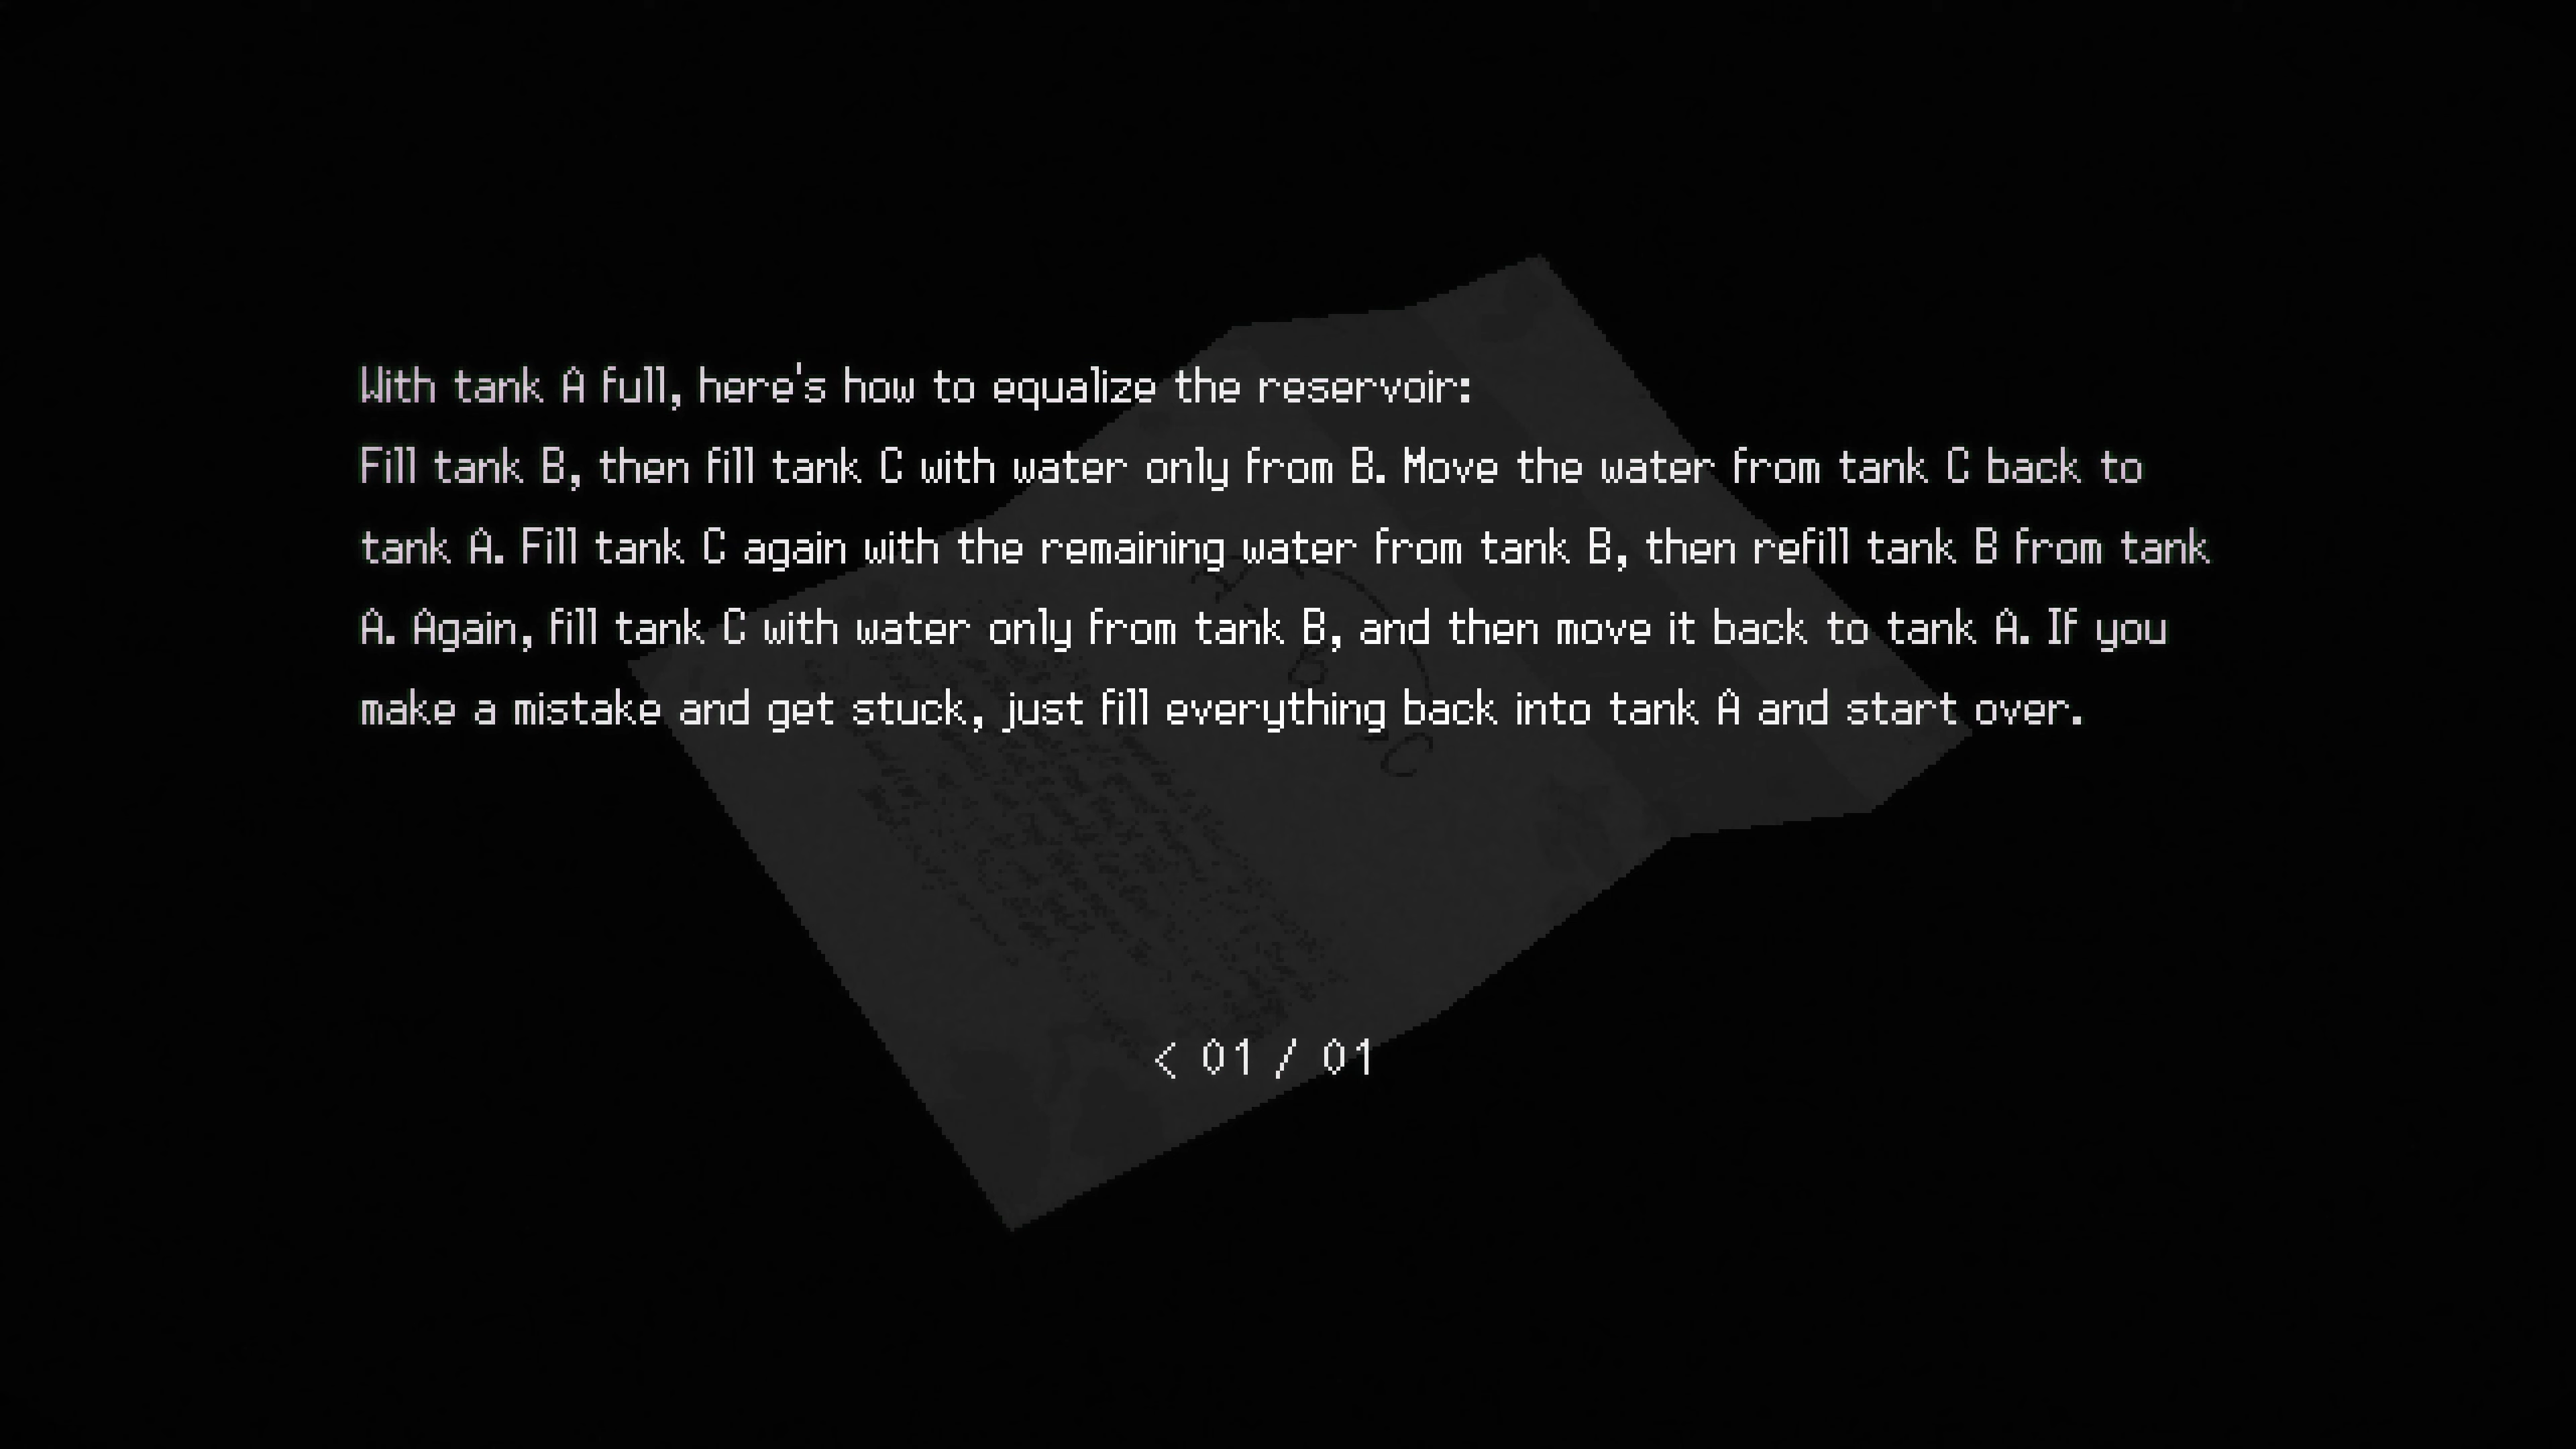 With tank A full, here's how to equalize the reservoir:
Fill tank B, then fill tank C with water only from B. Move the water from tank C back to
tank A. Fill tank C again with the remaining water from tank B, then refill tank B from tank
A. Again, fill tank C with water only from tank B, and then move it back to tank A. If you
make a mistake and get stuck, just fill everything back into tank A and start over.
A
B
C
< 01 / 01